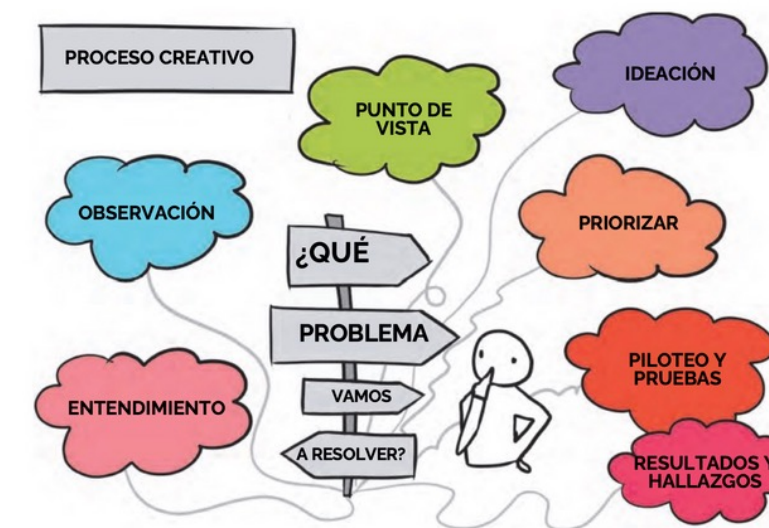 PROCESO CREATIVO
IDEACIÓN
PUNTO DE
VISTA
OBSERVACIÓN
PRIORIZAR
¿QUÉ
PROBLEMA
VAMOS
A RESOLVER?
ENTENDIMIENTO
PILOTEO Y
PRUEBAS
RESULTADOS Y
HALLAZGOS